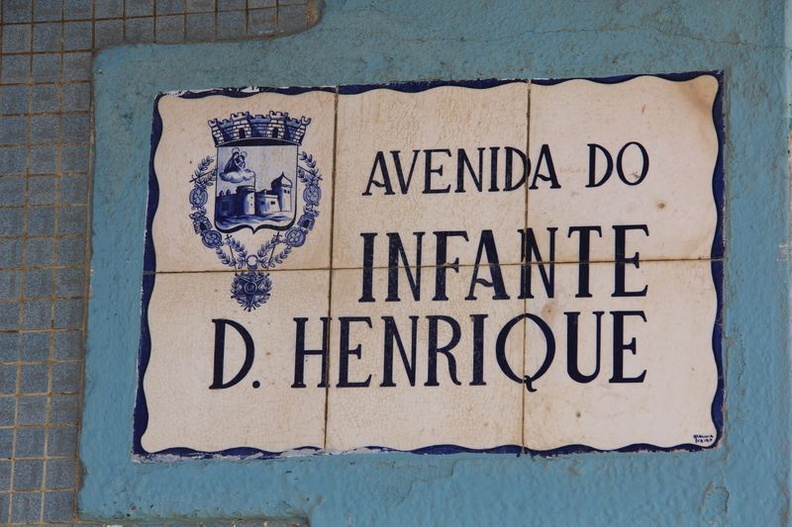 AVENIDA DO
INFANTE
D. HENRIQUE